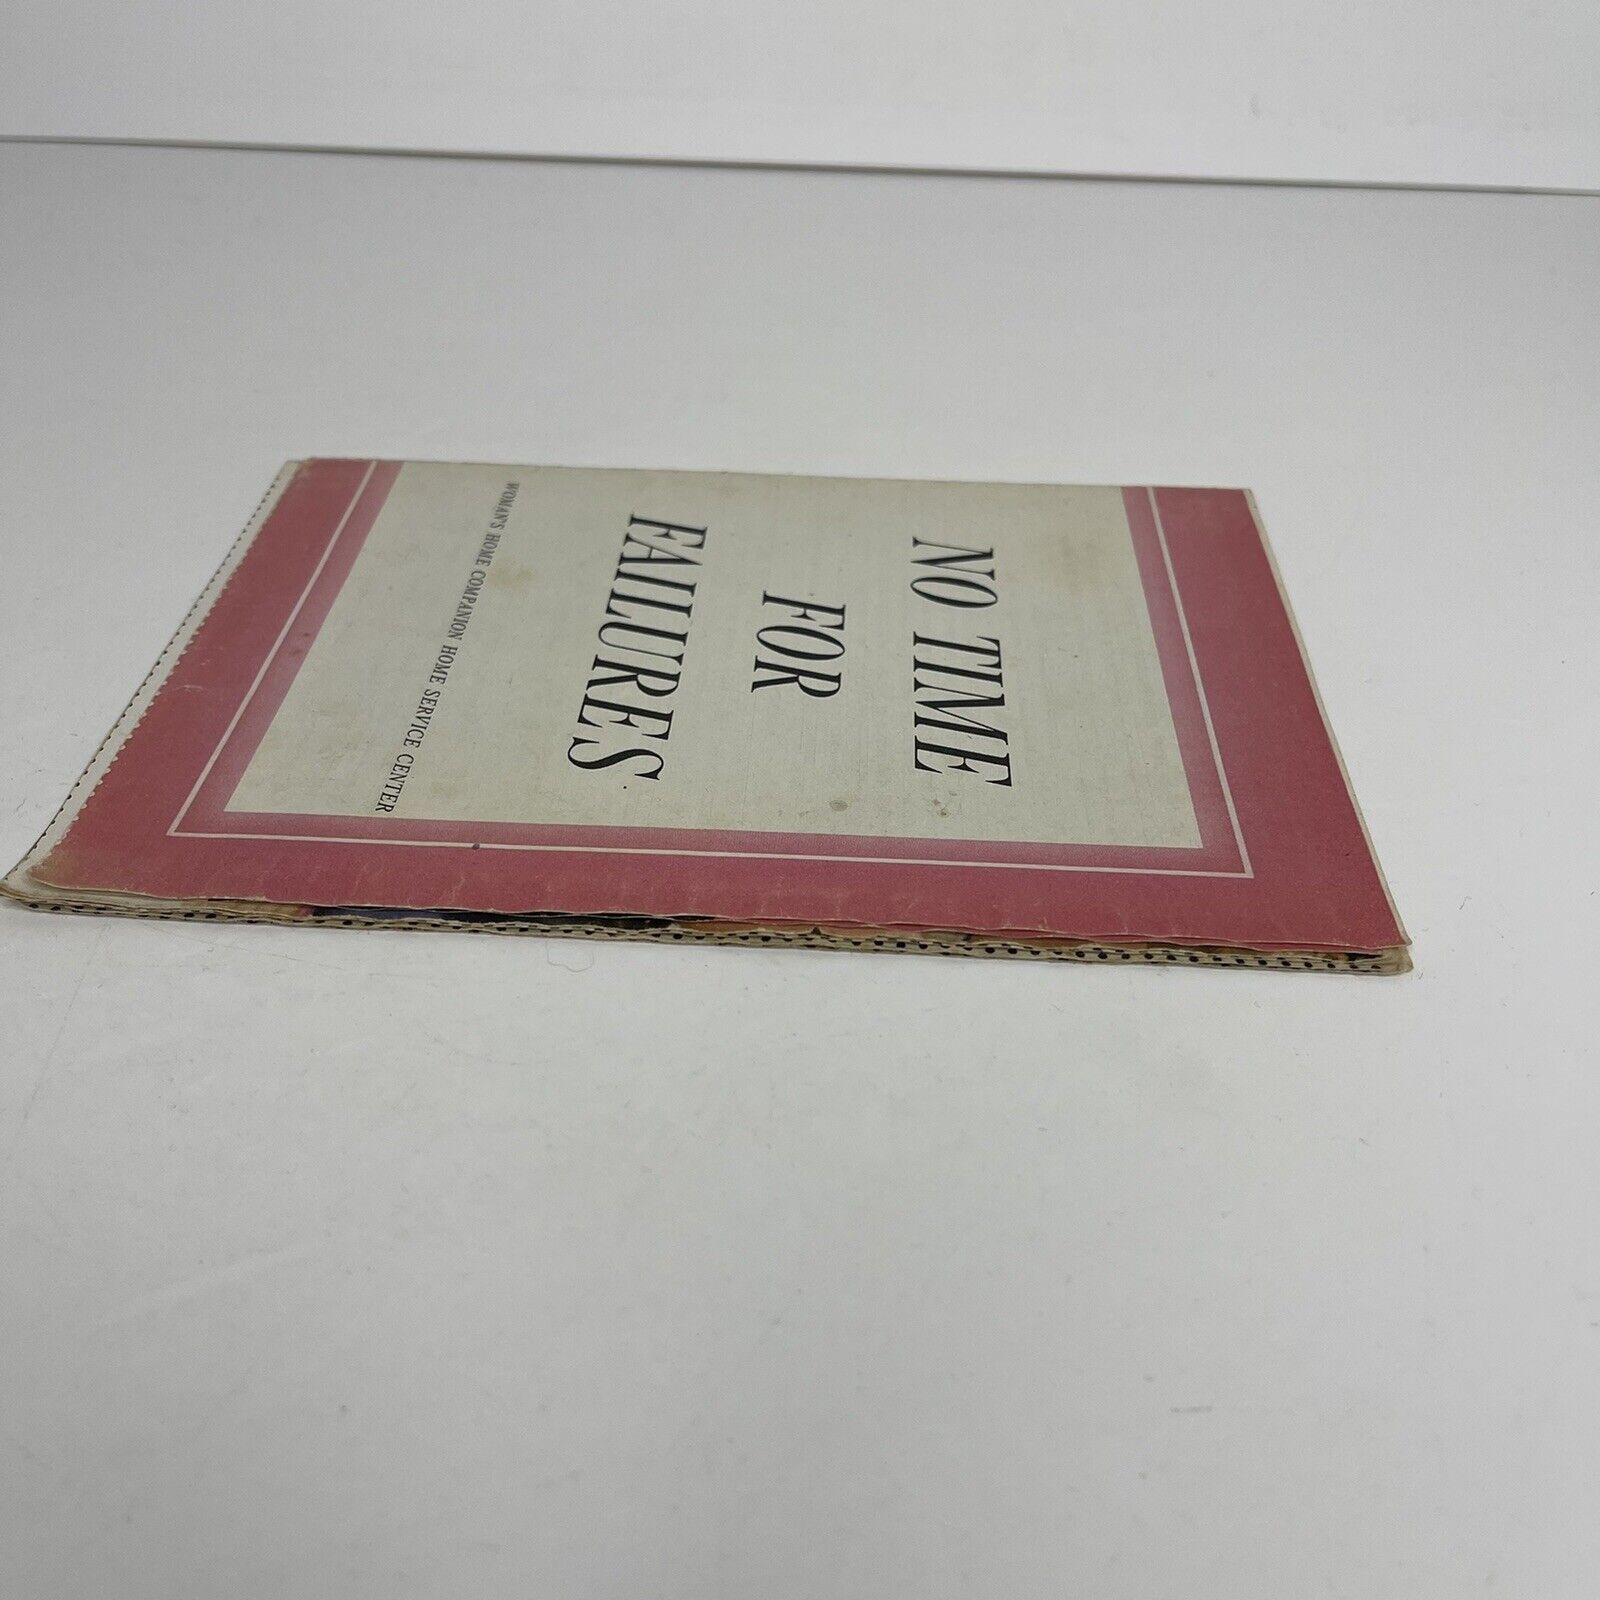 NO TIME
FOR
FAILURES
WOMAN'S HOME COMPANION HOME SERVICE CENTER